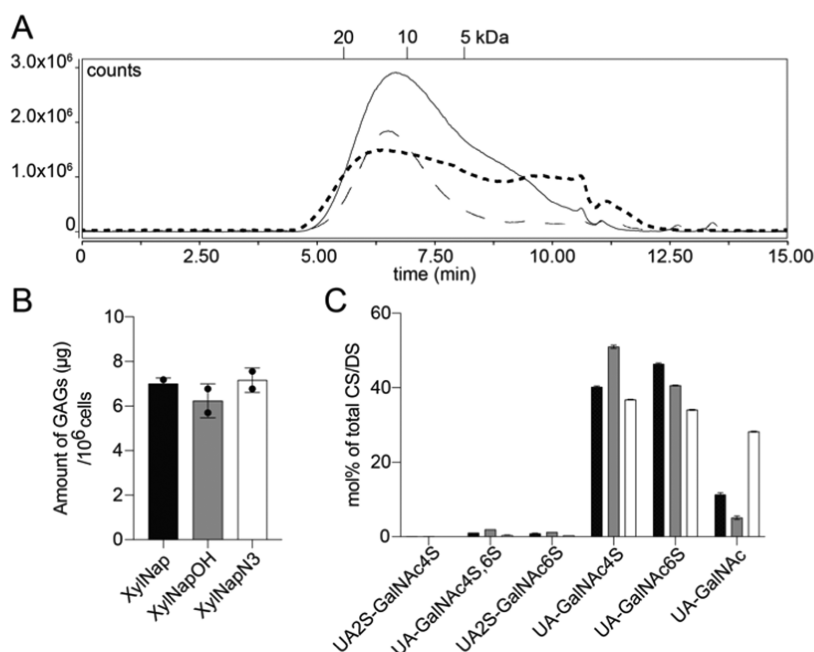 A
20 10 5 kDa
3.0x10⁶
counts
2.0x10⁶
1.0x10⁶
0
0 2.50 5.00 7.50 10.00 12.50 15.00
time (min)
B
Amount of GAGs (µg)
/10⁶cells
10
8
6
4
2
0
XylNap
XylNapOH
XylNapN3
C
mol% of total CS/DS
60
40
20
0
UA2S-GalNAc4S
UA-GalNAc4S,6S
UA2S-GalNAc6S
UA-GalNAc4S
UA-GalNAc6S
UA-GalNAc